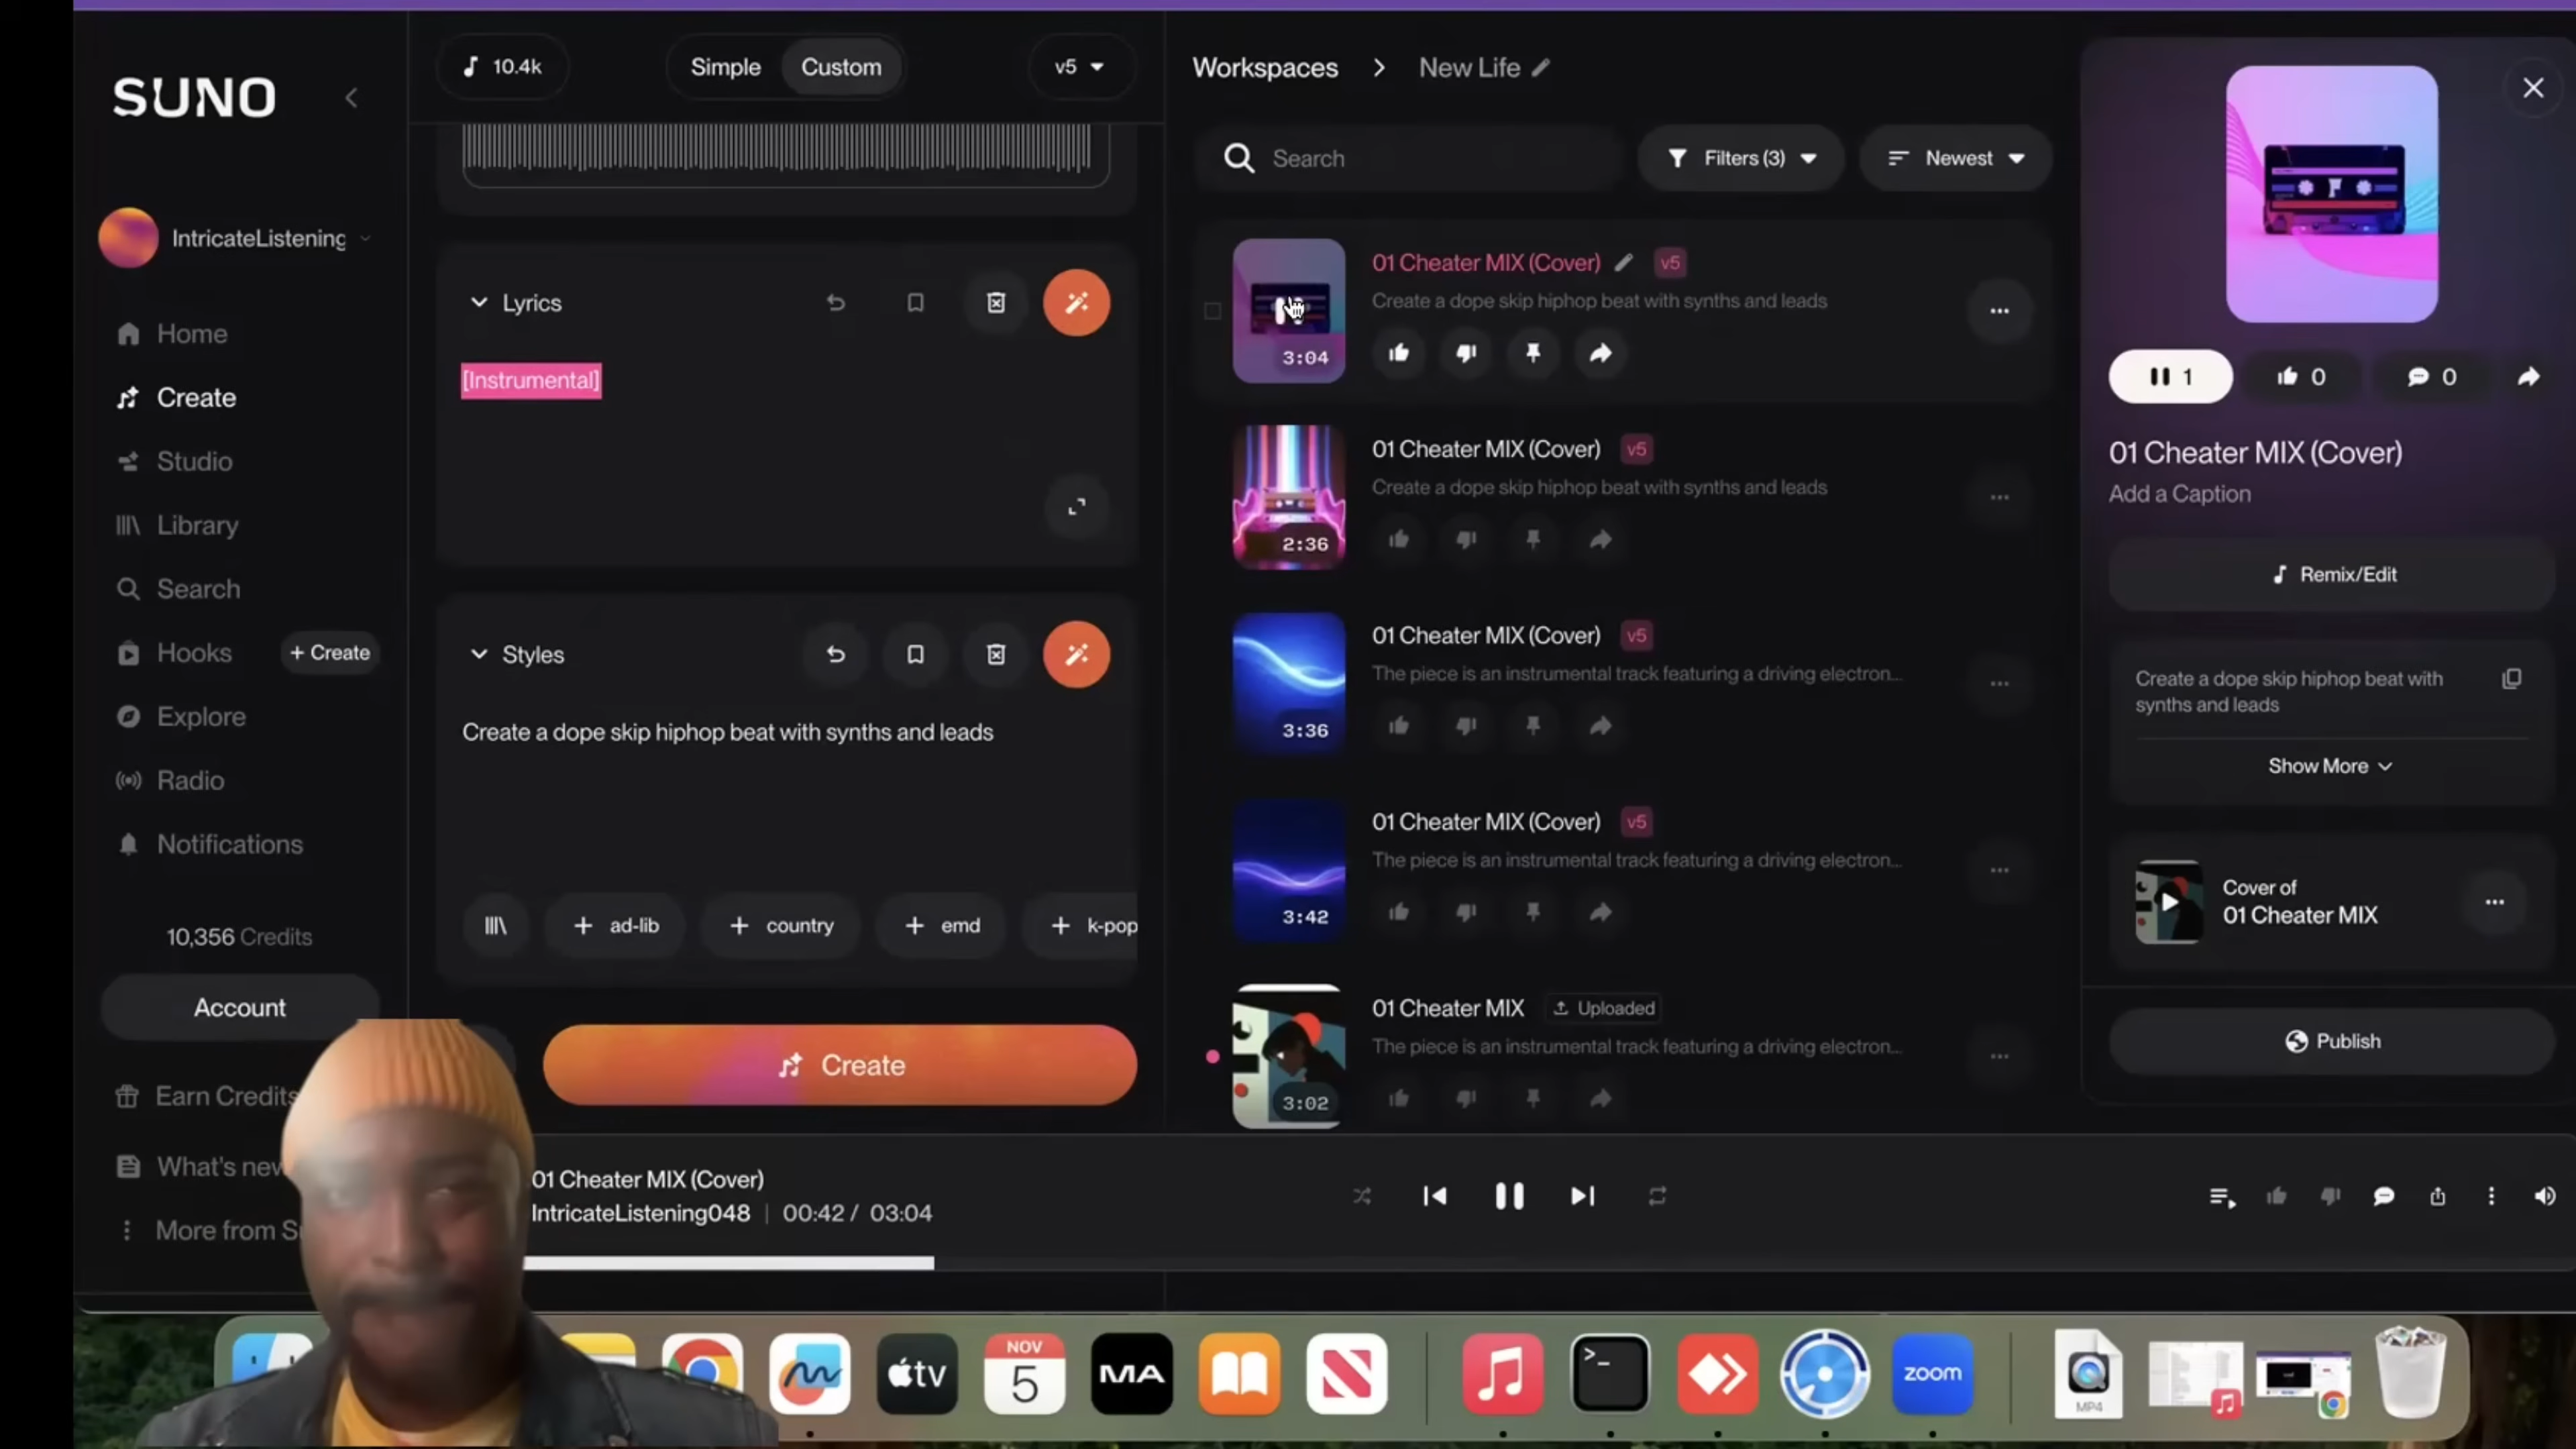 SUNO
IntricateListening
Home
Create
Studio
Library
Search
Hooks
+ Create
Explore
Radio
Notifications
10,356 Credits
Account
Earn Credits
What's new
More from
10.4k
Simple
Custom
v5
Lyrics
[Instrumental]
Styles
Create a dope skip hiphop beat with synths and leads
+ ad-lib
+ country
+ emd
+ k-pop
Create
Workspaces
New Life
Search
Filters (3)
Newest
01 Cheater MIX (Cover) v5
Create a dope skip hiphop beat with synths and leads
3:04
01 Cheater MIX (Cover) v5
Create a dope skip hiphop beat with synths and leads
2:36
01 Cheater MIX (Cover) v5
The piece is an instrumental track featuring a driving electron...
3:36
01 Cheater MIX (Cover) v5
The piece is an instrumental track featuring a driving electron...
3:42
01 Cheater MIX Uploaded
The piece is an instrumental track featuring a driving electron...
3:02
1
0
0
01 Cheater MIX (Cover)
Add a Caption
Remix/Edit
Create a dope skip hiphop beat with
synths and leads
Show More
Cover of
01 Cheater MIX
Publish
01 Cheater MIX (Cover)
IntricateListening048 | 00:42 / 03:04
tv
NOV
5
MA
>_
zoom
MP4